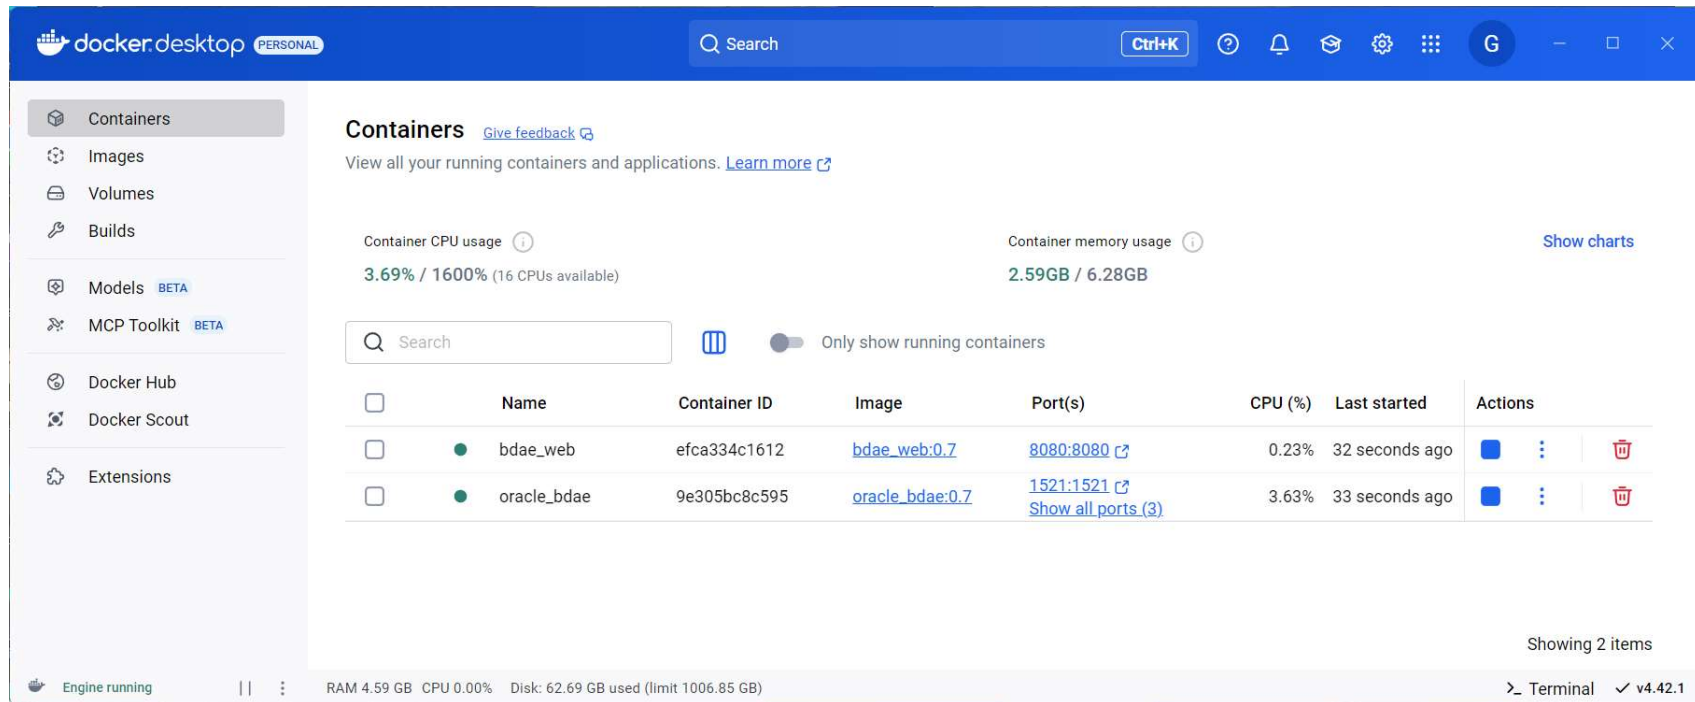 docker desktop PERSONAL
Search
Ctrl+K
G
Containers
Images
Volumes
Builds
Models BETA
MCP Toolkit BETA
Docker Hub
Docker Scout
Extensions
Containers Give feedback
View all your running containers and applications. Learn more
Container CPU usage
3.69% / 1600% (16 CPUs available)
Container memory usage
2.59GB / 6.28GB
Show charts
Search
Only show running containers
Name Container ID Image Port(s) CPU (%) Last started Actions
bdae_web efca334c1612 bdae_web:0.7 8080:8080 0.23% 32 seconds ago
oracle_bdae 9e305bc8c595 oracle_bdae:0.7 1521:1521 3.63% 33 seconds ago
Show all ports (3)
Showing 2 items
Engine running
RAM 4.59 GB CPU 0.00% Disk: 62.69 GB used (limit 1006.85 GB)
>_ Terminal
v4.42.1